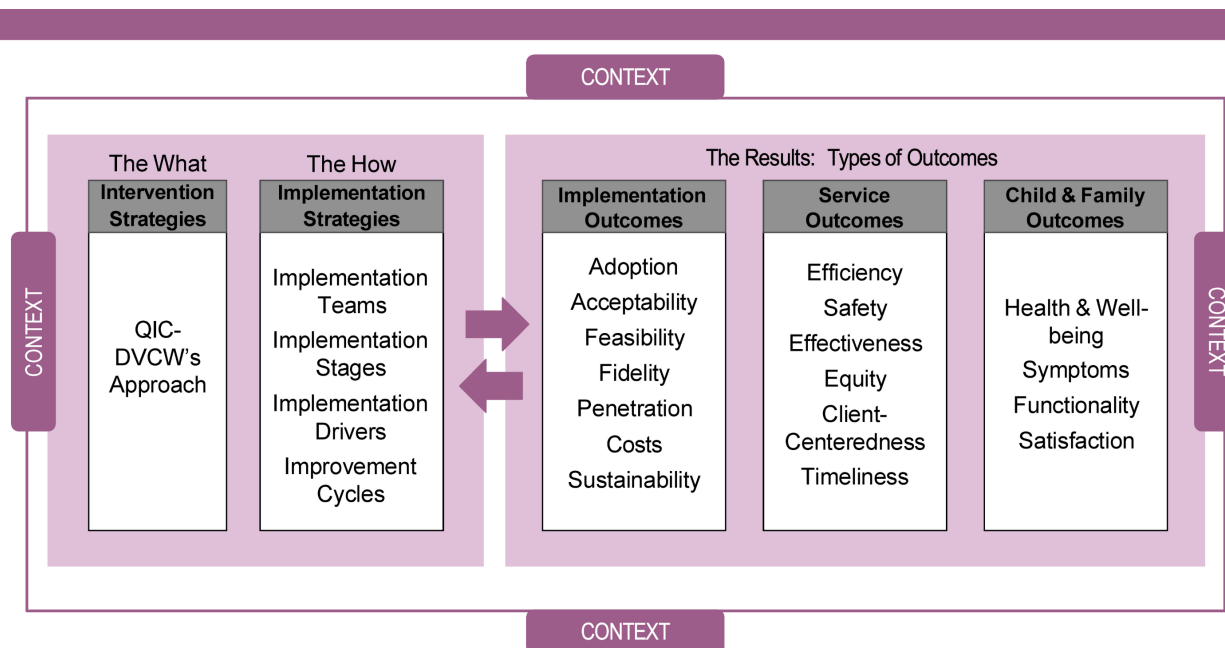 CONTEXT
CONTEXT
The What
Intervention
Strategies
QIC-
DVCW's
Approach
The How
Implementation
Strategies
Implementation
Teams
Implementation
Stages
Implementation
Drivers
Improvement
Cycles
The Results: Types of Outcomes
Implementation
Outcomes
Adoption
Acceptability
Feasibility
Fidelity
Penetration
Costs
Sustainability
Service
Outcomes
Efficiency
Safety
Effectiveness
Equity
Client-
Centeredness
Timeliness
Child & Family
Outcomes
Health & Well-
being
Symptoms
Functionality
Satisfaction
CONTEXT
CONTEXT